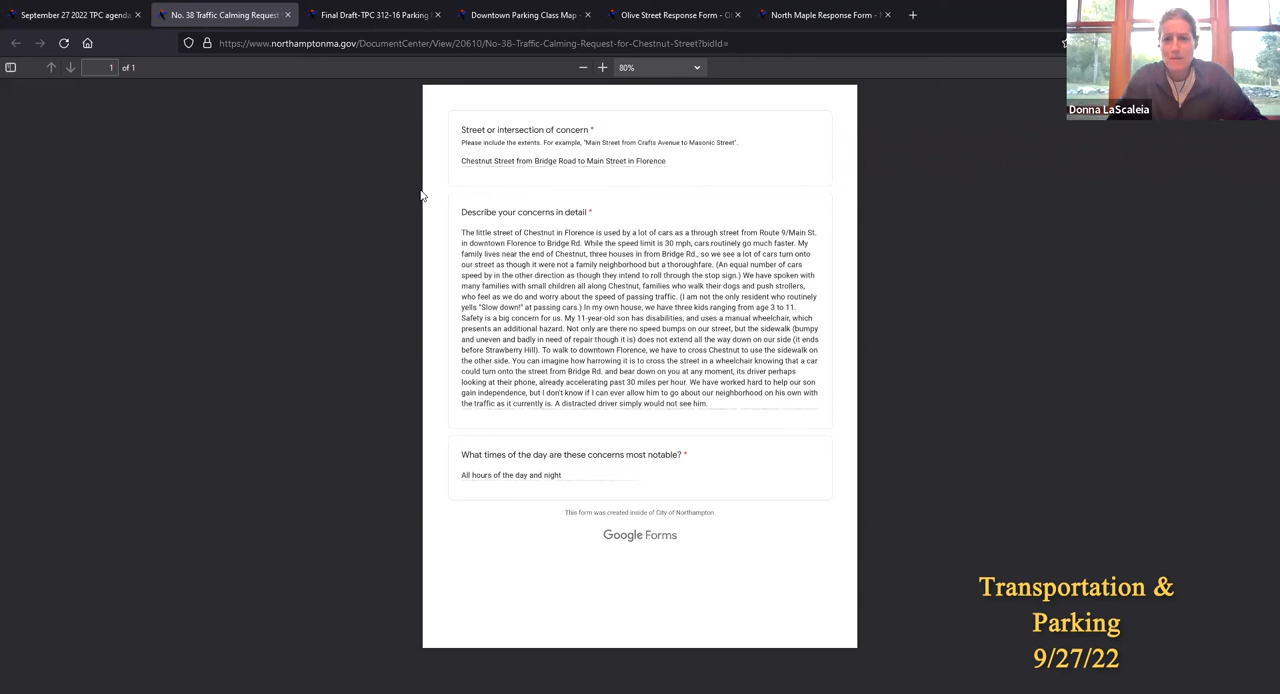 September 27 2022 TPC agenda
No. 38 Traffic Calming Request
Final Draft-TPC 312-16 Parking
Downtown Parking Class Map -
Olive Street Response Form - Ol
North Maple Response Form -
https://www.northamptonma.gov/DocumentCenter/View/20610/No-38-Traffic-Calming-Request-for-Chestnut-Street?bidId=
1 of 1
80%
Donna LaScaleia
Street or intersection of concern *
Please include the extents. For example, "Main Street from Crafts Avenue to Masonic Street".
Chestnut Street from Bridge Road to Main Street in Florence
Describe your concerns in detail *
The little street of Chestnut in Florence is used by a lot of cars as a through street from Route 9/Main St.
in downtown Florence to Bridge Rd. While the speed limit is 30 mph, cars routinely go much faster. My
family lives near the end of Chestnut, three houses in from Bridge Rd., so we see a lot of cars turn onto
our street as though it were not a family neighborhood but a thoroughfare. (An equal number of cars
speed by in the other direction as though they intend to roll through the stop sign.) We have spoken with
many families with small children all along Chestnut, families who walk their dogs and push strollers,
who feel as we do and worry about the speed of passing traffic. (I am not the only resident who routinely
yells "Slow down!" at passing cars.) In my own house, we have three kids ranging from age 3 to 11.
Safety is a big concern for us. My 11-year-old son has disabilities, and uses a manual wheelchair, which
presents an additional hazard. Not only are there no speed bumps on our street, but the sidewalk (bumpy
and uneven and badly in need of repair though it is) does not extend all the way down on our side (it ends
before Strawberry Hill). To walk to downtown Florence, we have to cross Chestnut to use the sidewalk on
the other side. You can imagine how harrowing it is to cross the street in a wheelchair knowing that a car
could turn onto the street from Bridge Rd. and bear down on you at any moment, its driver perhaps
looking at their phone, already accelerating past 30 miles per hour. We have worked hard to help our son
gain independence, but I don't know if I can ever allow him to go about our neighborhood on his own with
the traffic as it currently is. A distracted driver simply would not see him.
What times of the day are these concerns most notable? *
All hours of the day and night
This form was created inside of City of Northampton.
Google Forms
Transportation &
Parking
9/27/22